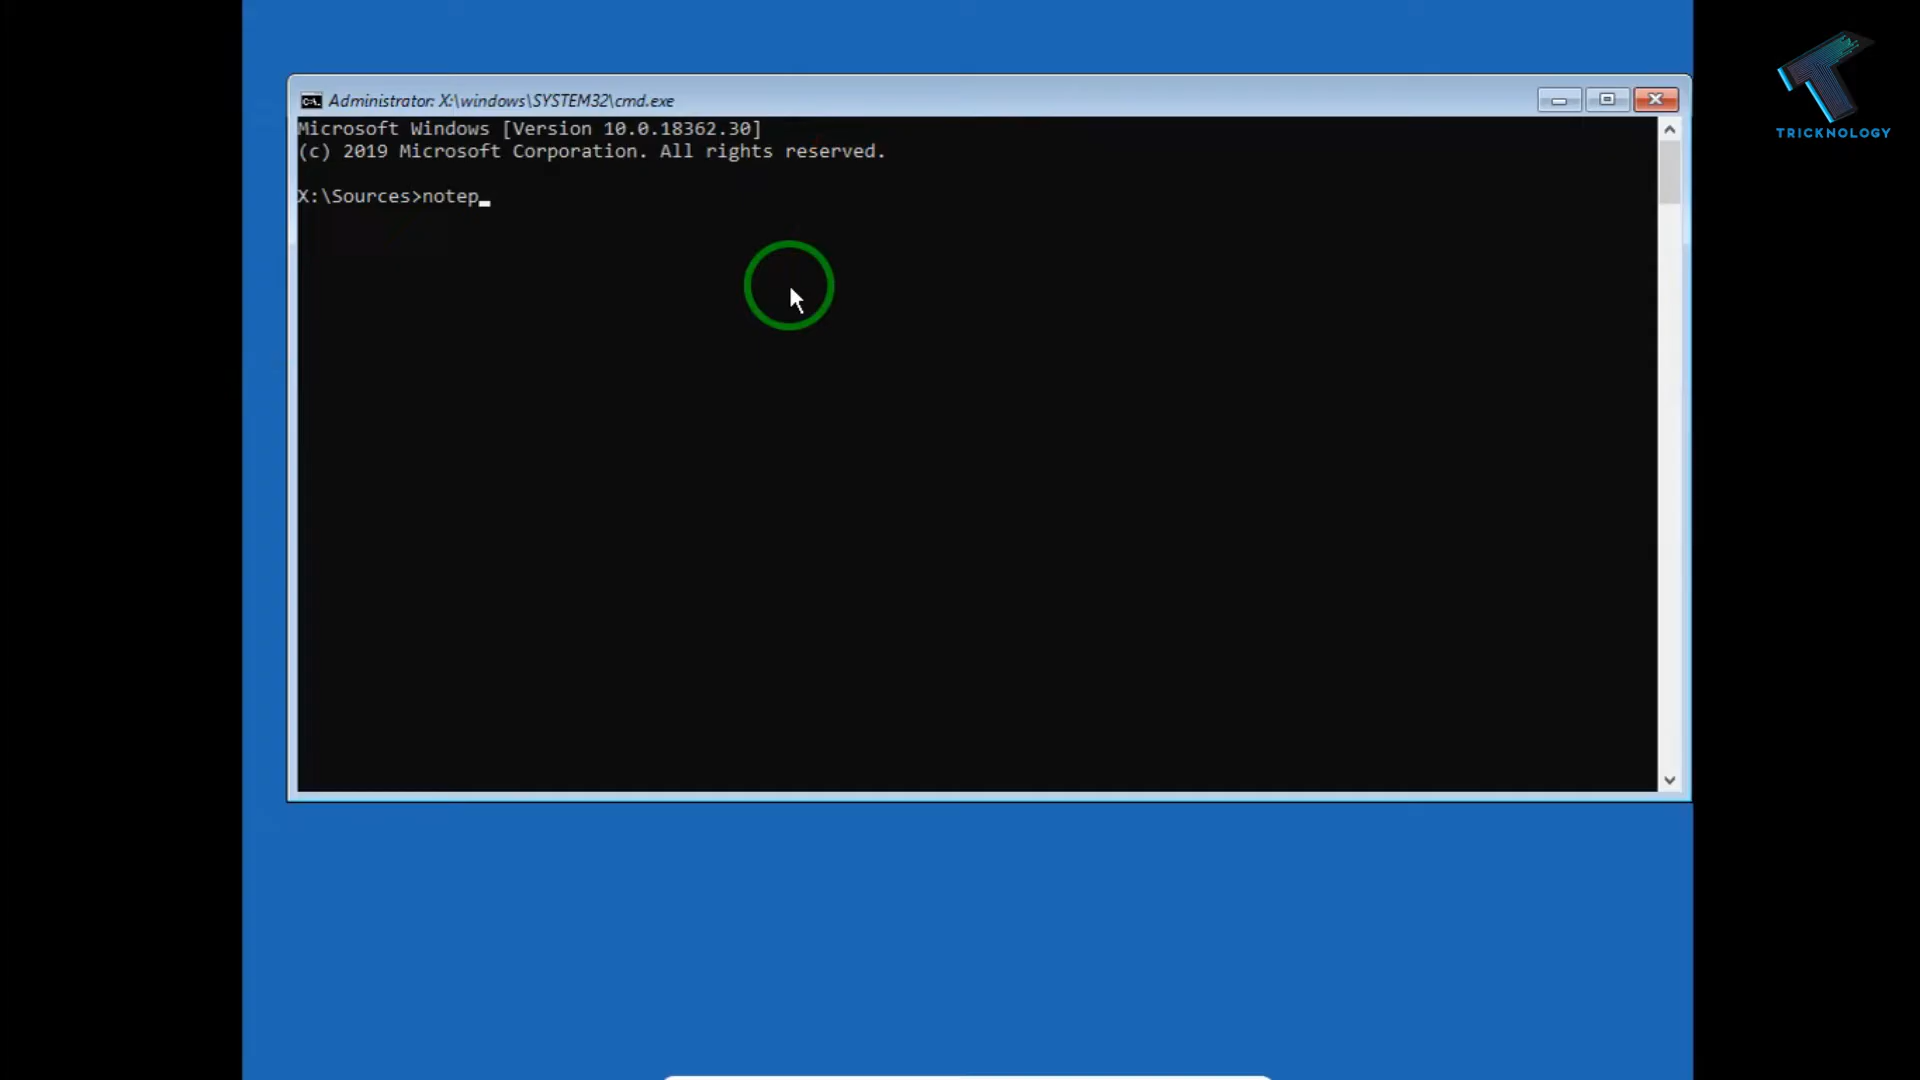 Administrator: X:\windows\SYSTEM32\cmd.exe
Microsoft Windows [Version 10.0.18362.30]
(c) 2019 Microsoft Corporation. All rights reserved.
X:\Sources>notep_
TRICKNOLOGY